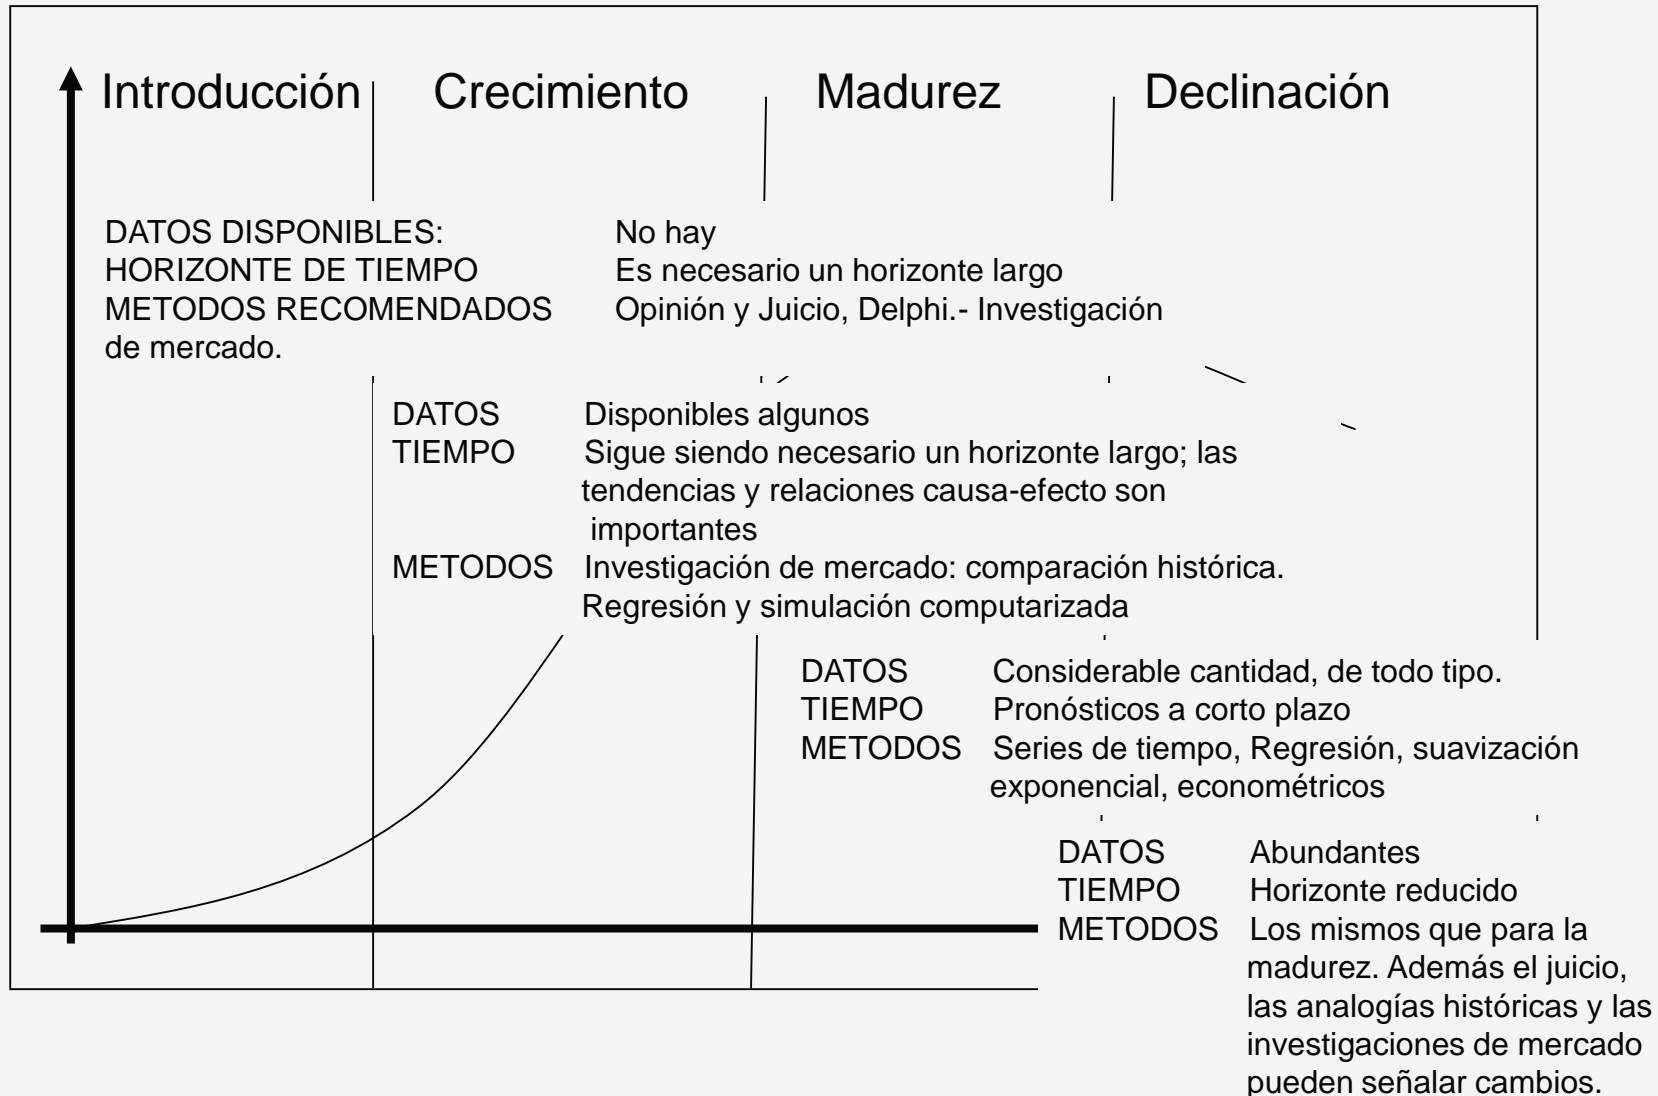 Introducción Crecimiento Madurez Declinación
DATOS DISPONIBLES: No hay
HORIZONTE DE TIEMPO Es necesario un horizonte largo
METODOS RECOMENDADOS Opinión y Juicio, Delphi.- Investigación
de mercado.
DATOS Disponibles algunos
TIEMPO Sigue siendo necesario un horizonte largo; las
tendencias y relaciones causa-efecto son
importantes
METODOS Investigación de mercado: comparación histórica.
Regresión y simulación computarizada
DATOS Considerable cantidad, de todo tipo.
TIEMPO Pronósticos a corto plazo
METODOS Series de tiempo, Regresión, suavización
exponencial, econométricos
DATOS Abundantes
TIEMPO Horizonte reducido
METODOS Los mismos que para la
madurez. Además el juicio,
las analogías históricas y las
investigaciones de mercado
pueden señalar cambios.